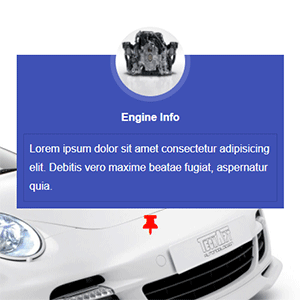 Engine Info
Lorem ipsum dolor sit amet consectetur adipisicing
elit. Debitis vero maxime beatae fugiat, aspernatur
quia.